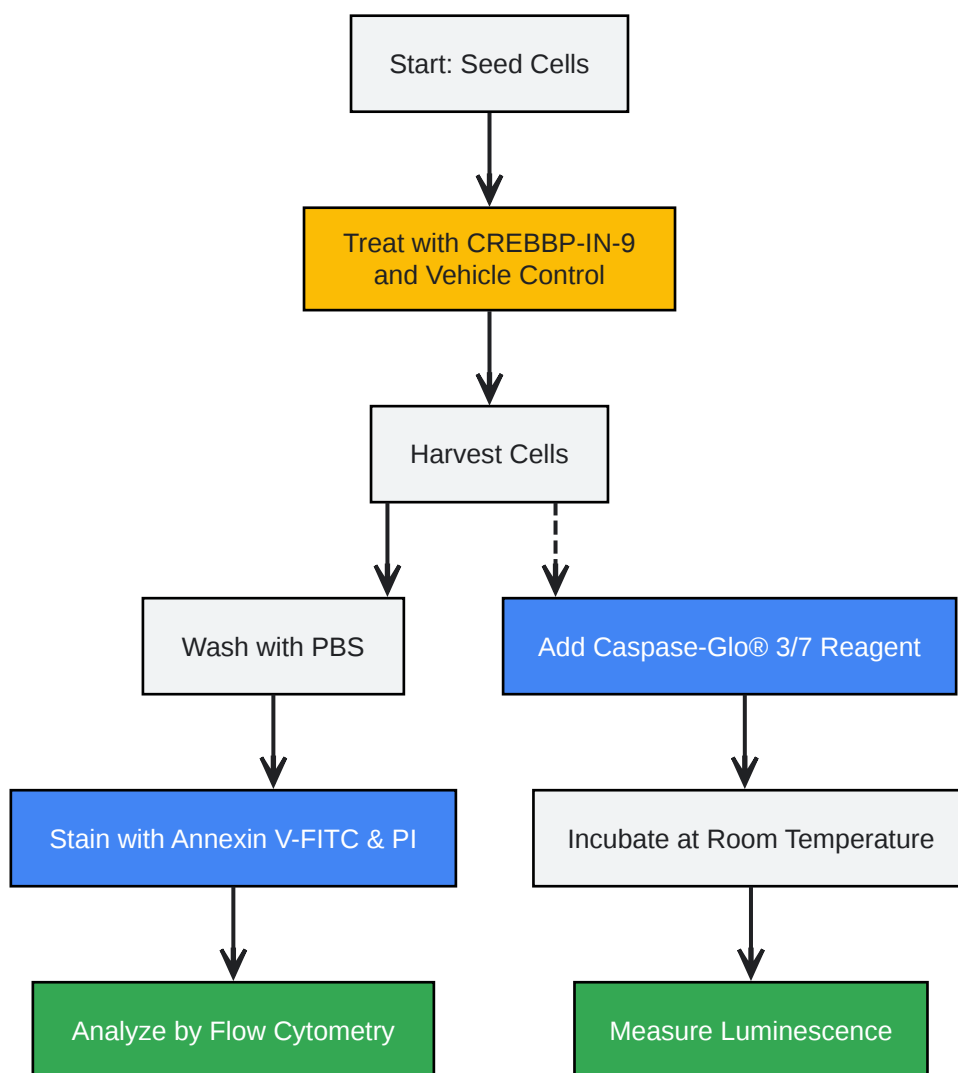 Start: Seed Cells
Treat with CREBBP-IN-9
and Vehicle Control
Harvest Cells
Wash with PBS
Add Caspase-Glo® 3/7 Reagent
Stain with Annexin V-FITC & PI
Incubate at Room Temperature
Analyze by Flow Cytometry
Measure Luminescence